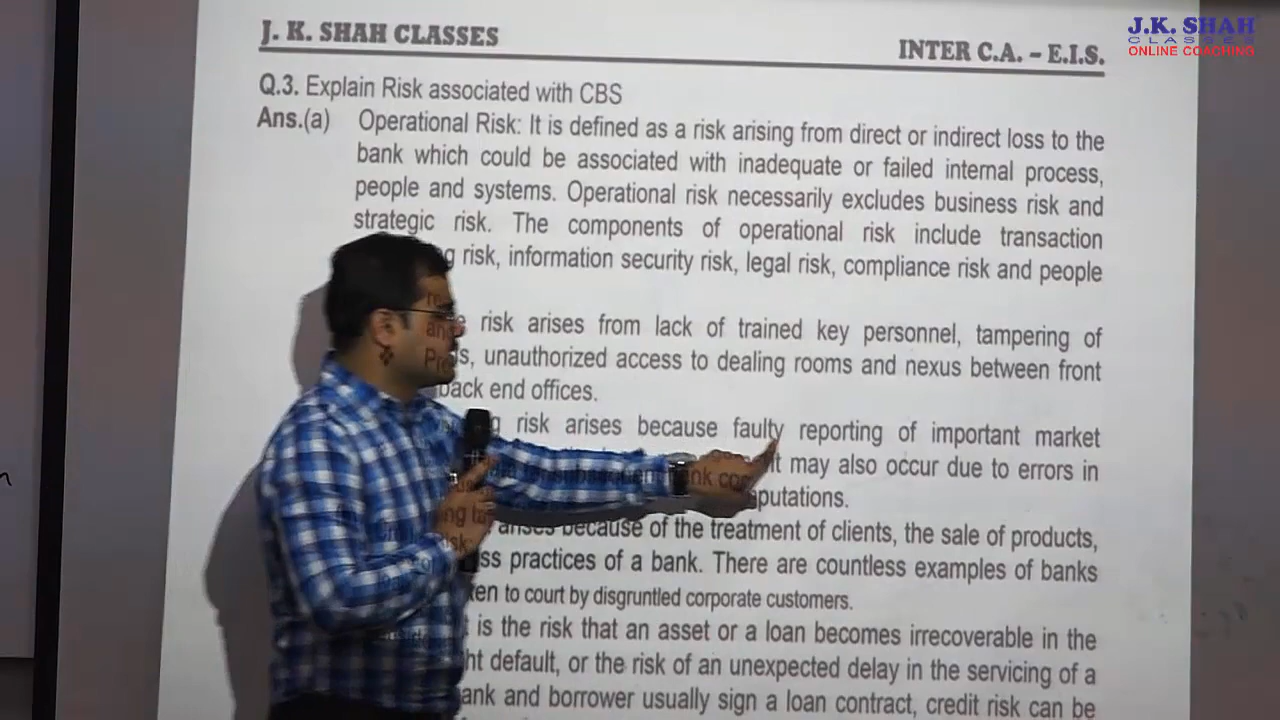 J. K. SHAH CLASSES
INTER C.A. – E.I.S.
J.K. SHAH
CLASSES
ONLINE COACHING
Q.3. Explain Risk associated with CBS
Ans.(a) Operational Risk: It is defined as a risk arising from direct or indirect loss to the
bank which could be associated with inadequate or failed internal process,
people and systems. Operational risk necessarily excludes business risk and
strategic risk. The components of operational risk include transaction
risk, information security risk, legal risk, compliance risk and people
risk arises from lack of trained key personnel, tampering of
unauthorized access to dealing rooms and nexus between front
back end offices.
risk arises because faulty reporting of important market
it may also occur due to errors in
arises because of the treatment of clients, the sale of products,
practices of a bank. There are countless examples of banks
to court by disgruntled corporate customers.
is the risk that an asset or a loan becomes irrecoverable in the
default, or the risk of an unexpected delay in the servicing of a
and borrower usually sign a loan contract, credit risk can be